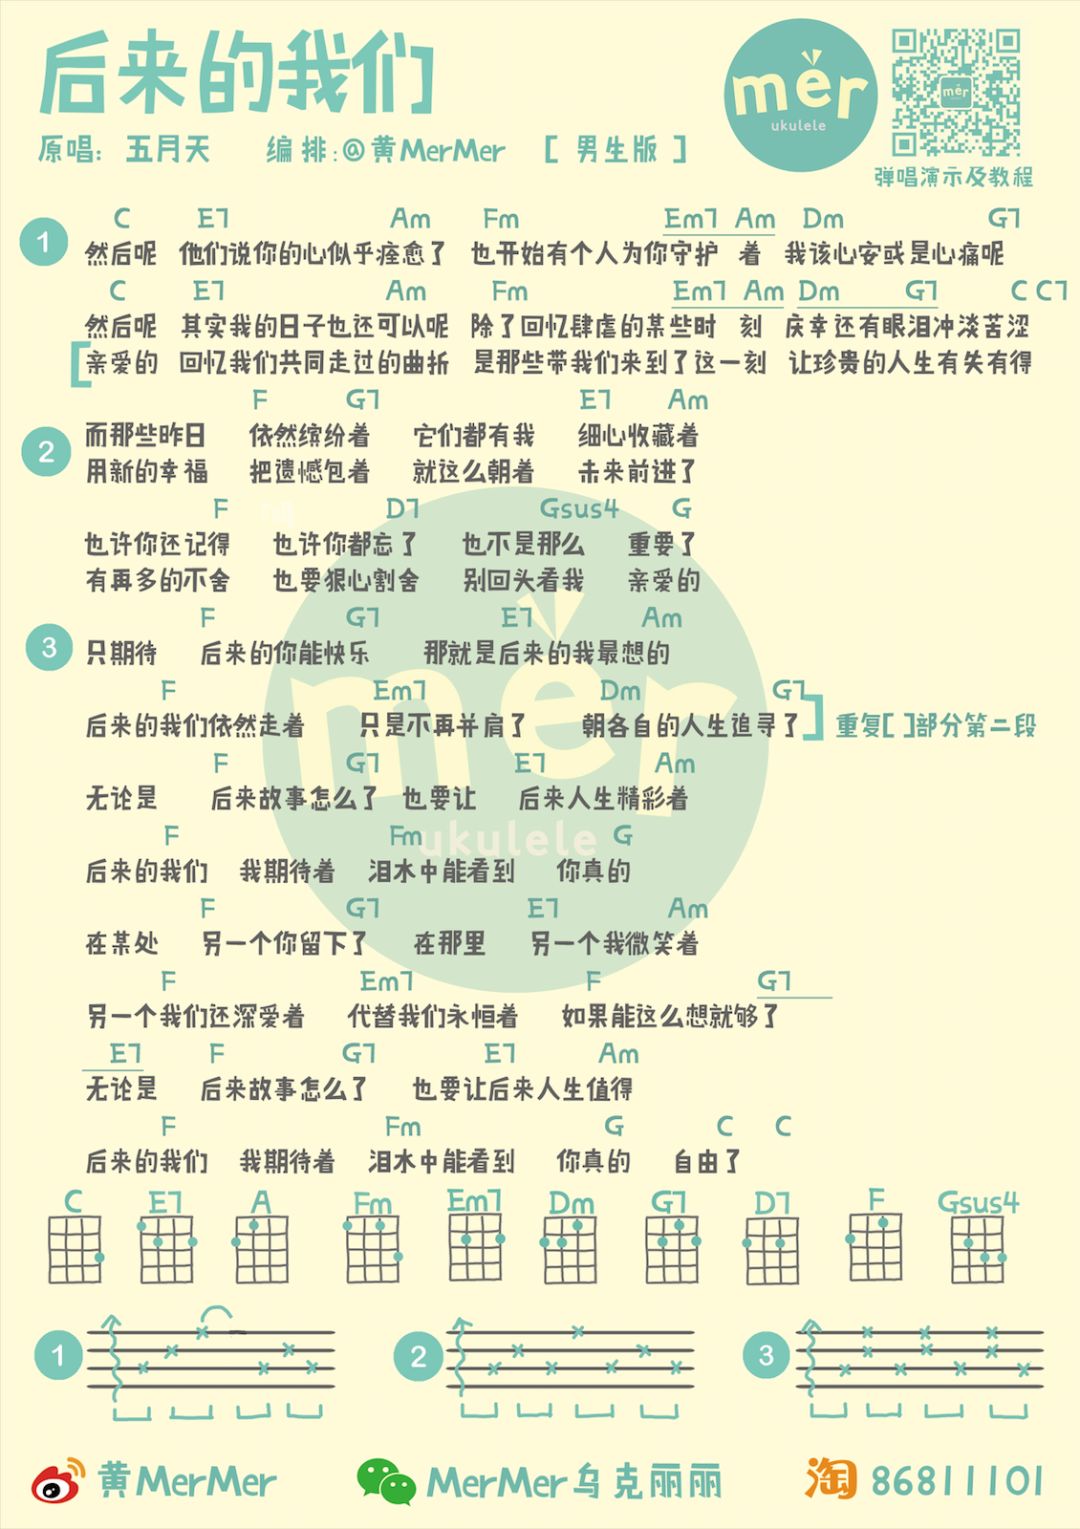 后来的我们
mer
ukulele
mer
原唱: 五月天 编排:@黄MerMer [ 男生版 ]
弹唱演示及教程
C E7 Am Fm Em7 Am Dm G7
1 然后呢 他们说你的心似乎痊愈了 也开始有个人为你守护 着 我该心安或是心痛呢
C E7 Am Fm Em7 Am Dm G7 C C7
然后呢 其实我的日子也还可以呢 除了回忆肆虐的某些时 刻 庆幸还有眼泪冲淡苦涩
[亲爱的 回忆我们共同走过的曲折 是那些带我们来到了这一刻 让珍贵的人生有失有得
F G7 E7 Am
2 而那些昨日 依然缤纷着 它们都有我 细心收藏着
用新的幸福 把遗憾包着 就这么朝着 未来前进了
F D7 Gsus4 G
也许你还记得 也许你都忘了 也不是那么 重要了
有再多的不舍 也要狠心割舍 别回头看我 亲爱的
F G7 E7 Am
3 只期待 后来的你能快乐 那就是后来的我最想的
F Em7 Dm G7
后来的我们依然走着 只是不再并肩了 朝各自的人生追寻了 ] 重复[ ]部分第二段
F G7 E7 Am
无论是 后来故事怎么了 也要让 后来人生精彩着
F Fm G
后来的我们 我期待着 泪水中能看到 你真的
F G7 E7 Am
在某处 另一个你留下了 在那里 另一个我微笑着
F Em7 F G7
另一个我们还深爱着 代替我们永恒着 如果能这么想就够了
E7 F G7 E7 Am
无论是 后来故事怎么了 也要让后来人生值得
F Fm G C C
后来的我们 我期待着 泪水中能看到 你真的 自由了
mer
ukulele
C E7 A Fm Em7 Dm G7 D7 F Gsus4
1 2 3
黄MerMer MerMer乌克丽丽 淘 86811101